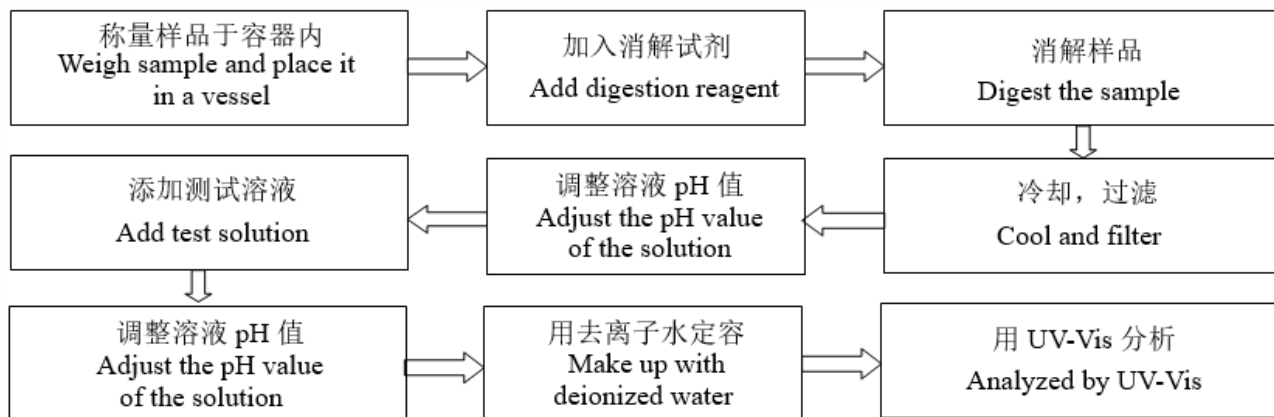 称量样品于容器内
Weigh sample and place it
in a vessel
加入消解试剂
Add digestion reagent
消解样品
Digest the sample
冷却，过滤
Cool and filter
调整溶液 pH 值
Adjust the pH value
of the solution
添加测试溶液
Add test solution
调整溶液 pH 值
Adjust the pH value
of the solution
用去离子水定容
Make up with
deionized water
用 UV-Vis 分析
Analyzed by UV-Vis